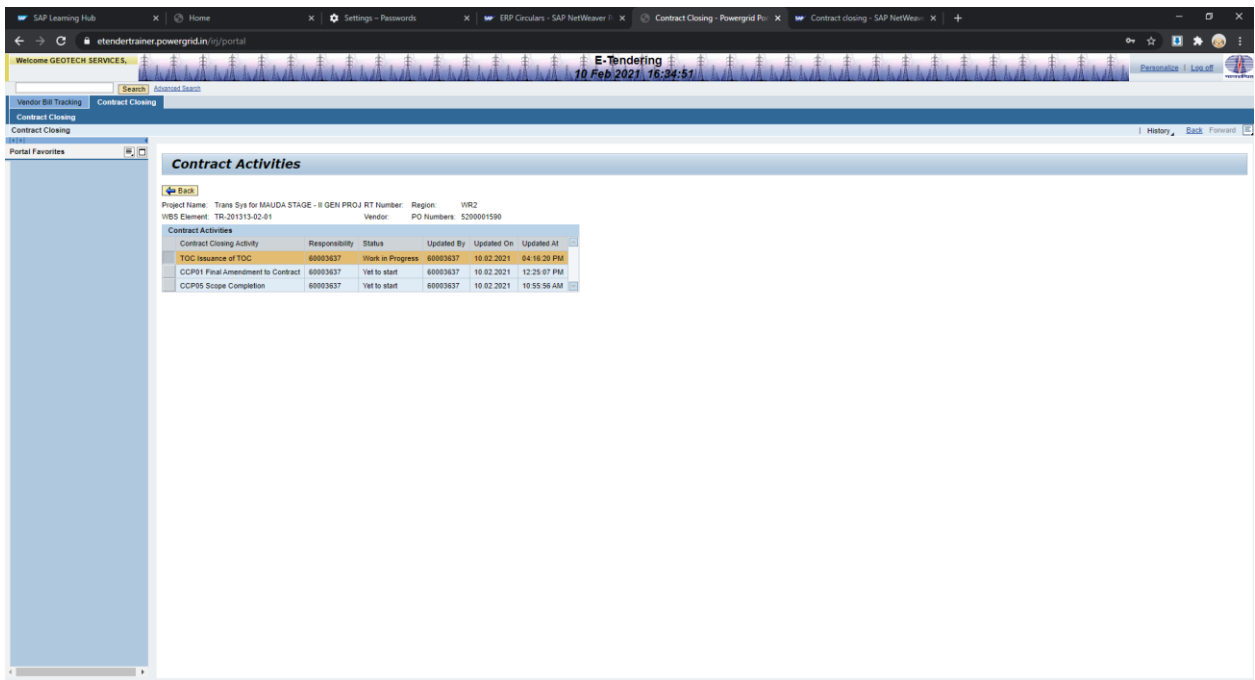 SAP Learning Hub Home Settings – Passwords ERP Circulars - SAP NetWeaver P Contract Closing - Powergrid Por Contract closing - SAP NetWeav
etendertrainer.powergrid.in/irj/portal
Welcome GEOTECH SERVICES, E-Tendering
10 Feb 2021 16:34:51 Personalize | Log off
Search Advanced Search
Vendor Bill Tracking Contract Closing
Contract Closing
Contract Closing | History Back Forward
Portal Favorites
Contract Activities
Back
Project Name: Trans Sys for MAUDA STAGE - II GEN PROJ RT Number: Region: WR2
WBS Element: TR-201313-02-01 Vendor: PO Numbers: 5200001590
Contract Activities
Contract Closing Activity Responsibility Status Updated By Updated On Updated At
TOC Issuance of TOC 60003637 Work in Progress 60003637 10.02.2021 04:16:20 PM
CCP01 Final Amendment to Contract 60003637 Yet to start 60003637 10.02.2021 12:25:07 PM
CCP05 Scope Completion 60003637 Yet to start 60003637 10.02.2021 10:55:56 AM